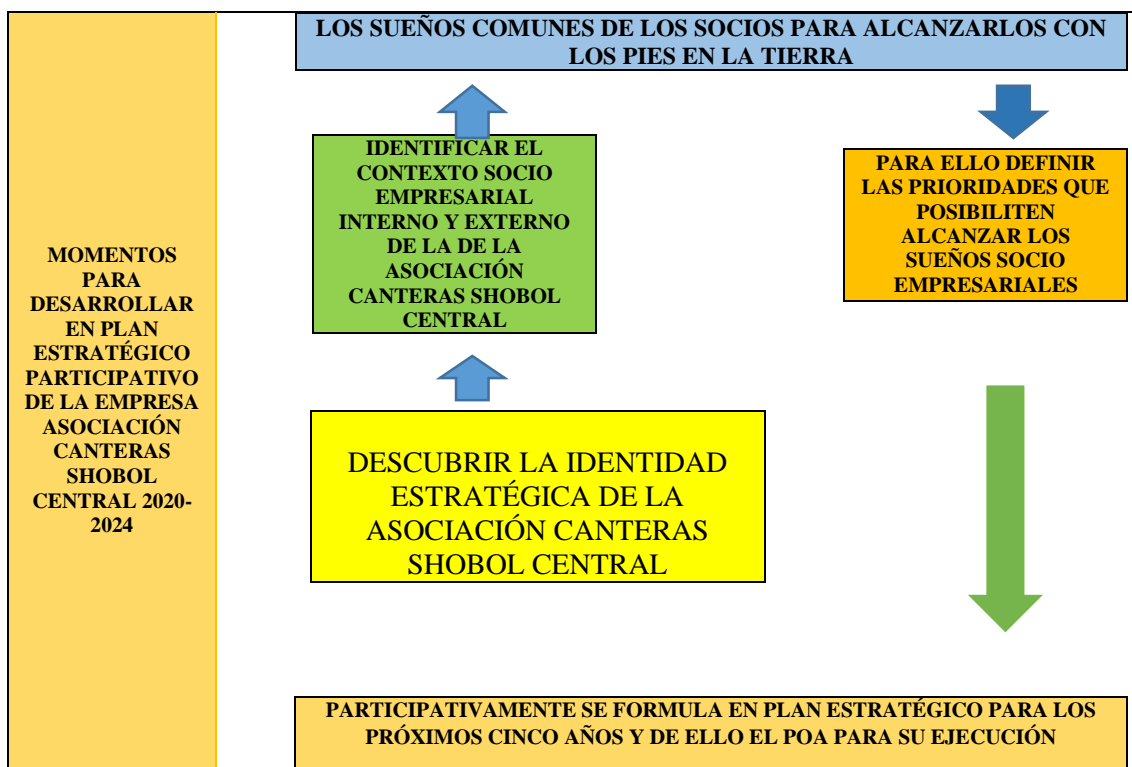 LOS SUEÑOS COMUNES DE LOS SOCIOS PARA ALCANZARLOS CON
LOS PIES EN LA TIERRA
MOMENTOS
PARA
DESARROLLAR
EN PLAN
ESTRATÉGICO
PARTICIPATIVO
DE LA EMPRESA
ASOCIACIÓN
CANTERAS
SHOBOL
CENTRAL 2020-
2024
IDENTIFICAR EL
CONTEXTO SOCIO
EMPRESARIAL
INTERNO Y EXTERNO
DE LA DE LA
ASOCIACIÓN
CANTERAS SHOBOL
CENTRAL
PARA ELLO DEFINIR
LAS PRIORIDADES QUE
POSIBILITEN
ALCANZAR LOS
SUEÑOS SOCIO
EMPRESARIALES
DESCUBRIR LA IDENTIDAD
ESTRATÉGICA DE LA
ASOCIACIÓN CANTERAS
SHOBOL CENTRAL
PARTICIPATIVAMENTE SE FORMULA EN PLAN ESTRATÉGICO PARA LOS
PRÓXIMOS CINCO AÑOS Y DE ELLO EL POA PARA SU EJECUCIÓN